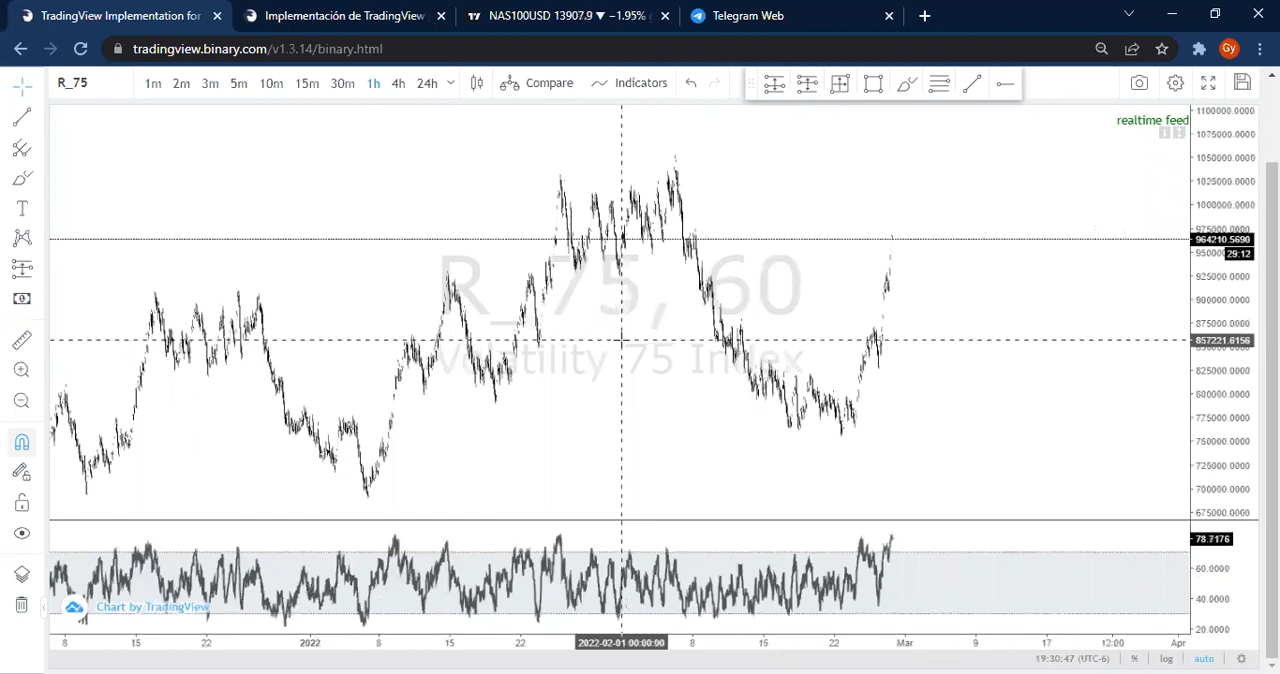 TradingView Implementation for
Implementación de TradingView
NAS100USD 13907.9 ▼ −1.95%
Telegram Web
tradingview.binary.com/v1.3.14/binary.html
Gy
R_75
1m 2m 3m 5m 10m 15m 30m 1h 4h 24h
Compare
Indicators
realtime feed
R_75, 60
Volatility 75 Index
1100000.0000
1075000.0000
1050000.0000
1025000.0000
1000000.0000
975000.0000
964210.5690
950000
29:12
925000.0000
900000.0000
875000.0000
857221.6156
825000.0000
800000.0000
775000.0000
750000.0000
725000.0000
700000.0000
675000.0000
78.7176
60.0000
40.0000
20.0000
Chart by TradingView
8 15 22 2022 8 15 22 2022-02-01 00:00:00 8 15 22 Mar 9 17 12:00 Apr
19:30:47 (UTC-6) % log auto